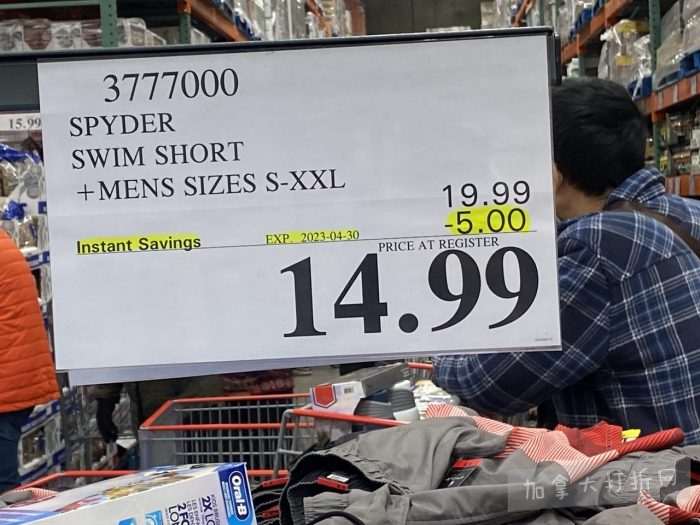 3777000
SPYDER
SWIM SHORT
+MENS SIZES S-XXL
19.99
-5.00
Instant Savings EXP. 2023-04-30
PRICE AT REGISTER
14.99
15.99
Oral-B
加拿大打折网